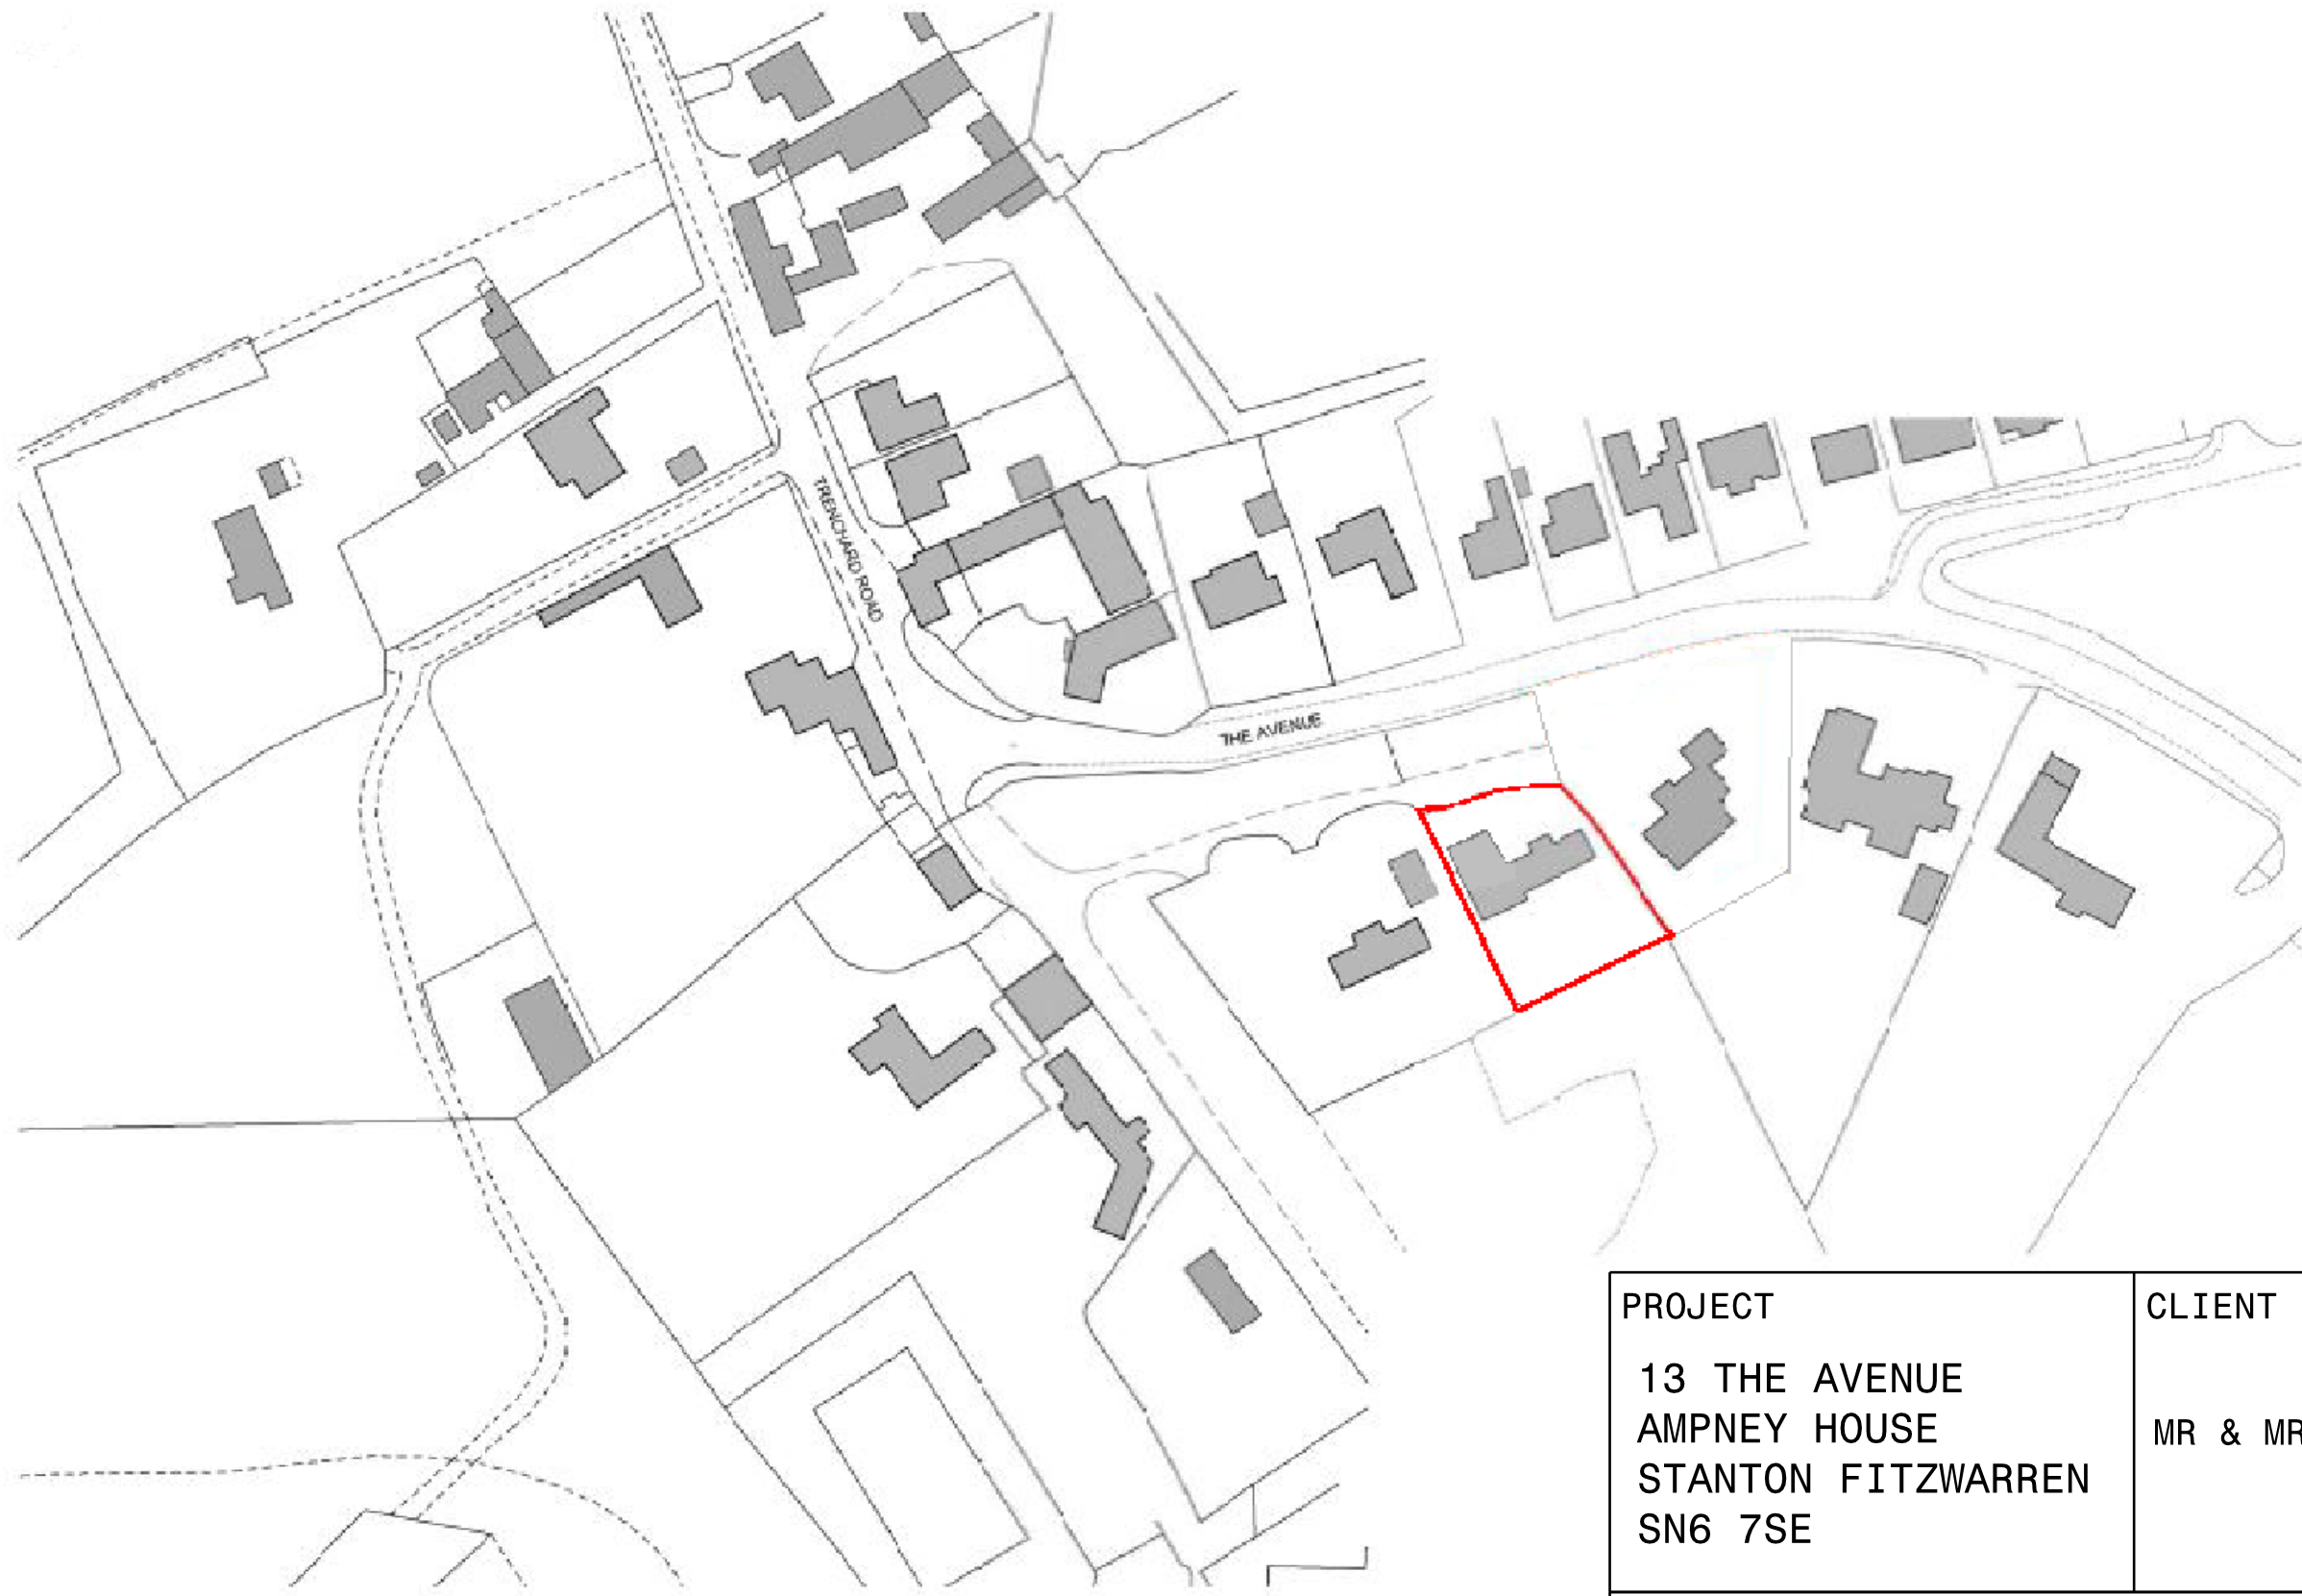 TRENCHARD ROAD
THE AVENUE
PROJECT
13 THE AVENUE
AMPNEY HOUSE
STANTON FITZWARREN
SN6 7SE
CLIENT
MR & MR